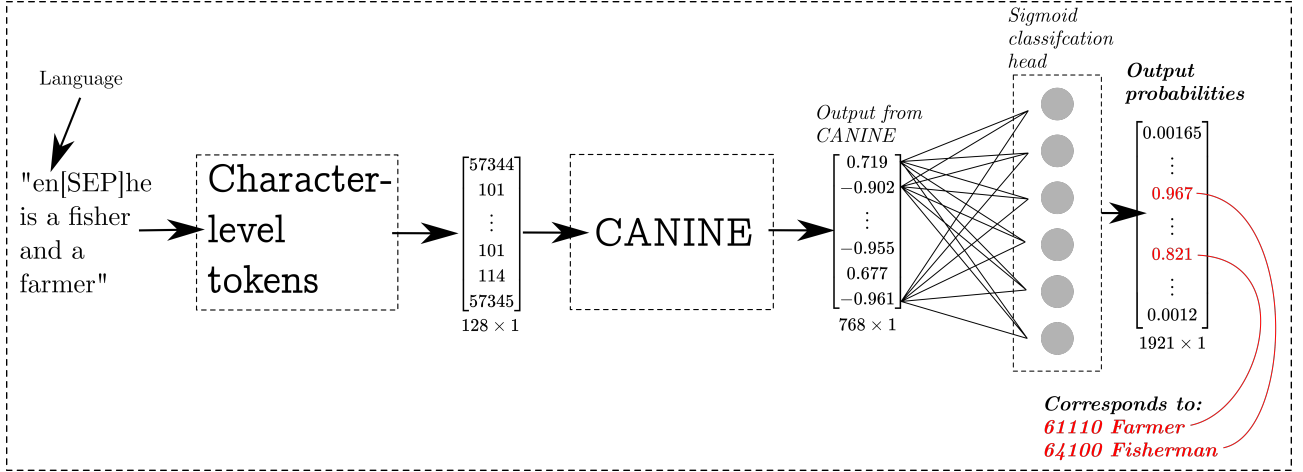 Language
"en[SEP]he
is a fisher
and a
farmer"
Character-
level
tokens
57344
101
⋮
101
114
57345
128 × 1
CANINE
Output from
CANINE
0.719
−0.902
⋮
−0.955
0.677
−0.961
768 × 1
Sigmoid
classifcation
head
Output
probabilities
0.00165
⋮
0.967
⋮
0.821
⋮
0.0012
1921 × 1
Corresponds to:
61110 Farmer
64100 Fisherman